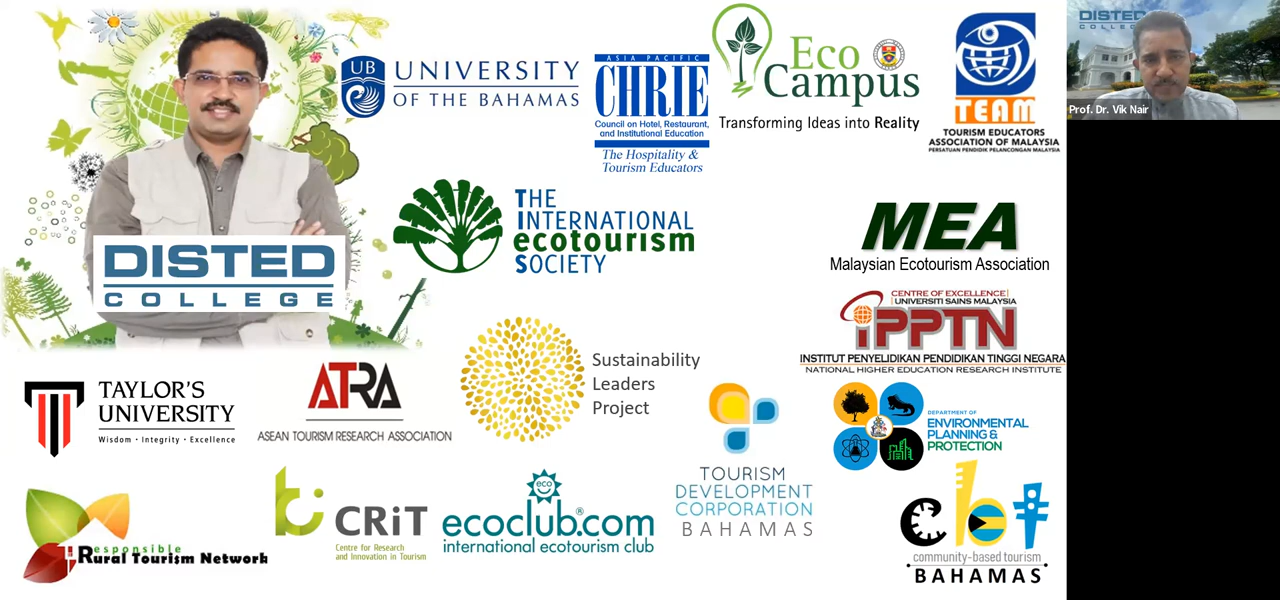 DISTED
COLLEGE
UB
UNIVERSITY
OF THE BAHAMAS
ASIA PACIFIC
CHRIE
Council on Hotel, Restaurant,
and Institutional Education
The Hospitality &
Tourism Educators
Eco
Campus
Transforming Ideas into Reality
TEAM
TOURISM EDUCATORS
ASSOCIATION OF MALAYSIA
PERSATUAN PENDIDIK PELANCONGAN MALAYSIA
DISTED
COLLEGE
Prof. Dr. Vik Nair
THE
INTERNATIONAL
ecotourism
SOCIETY
MEA
Malaysian Ecotourism Association
CENTRE OF EXCELLENCE
UNIVERSITI SAINS MALAYSIA
iPPTN
INSTITUT PENYELIDIKAN PENDIDIKAN TINGGI NEGARA
NATIONAL HIGHER EDUCATION RESEARCH INSTITUTE
TAYLOR'S
UNIVERSITY
Wisdom · Integrity · Excellence
ATRA
ASEAN TOURISM RESEARCH ASSOCIATION
Sustainability
Leaders
Project
TOURISM
DEVELOPMENT
CORPORATION
BAHAMAS
DEPARTMENT OF
ENVIRONMENTAL
PLANNING &
PROTECTION
Responsible
Rural Tourism Network
CRiT
Centre for Research
and Innovation in Tourism
eco
ecoclub.com®
international ecotourism club
cbt
community-based tourism
BAHAMAS